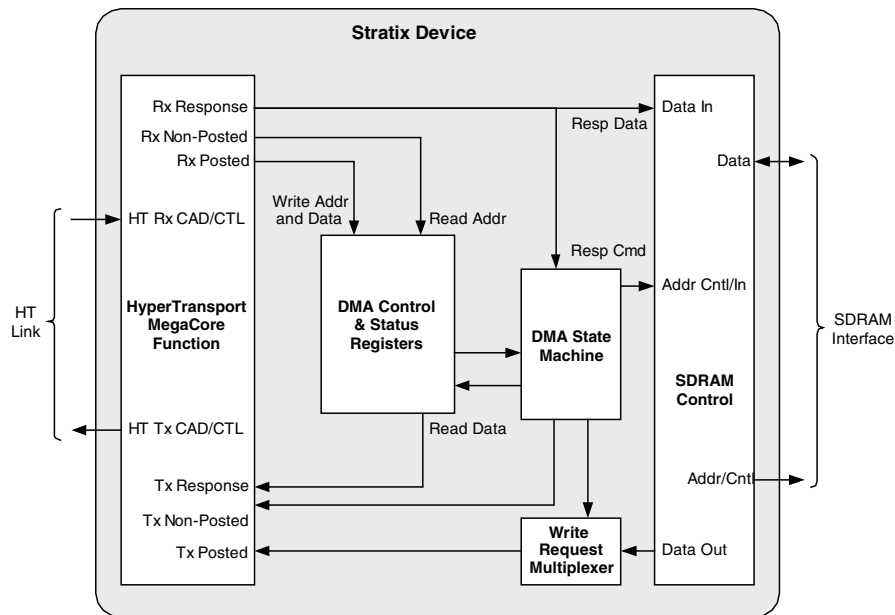 Stratix Device
Rx Response
Rx Non-Posted
Rx Posted
HT Rx CAD/CTL
HyperTransport
MegaCore
Function
HT Tx CAD/CTL
Tx Response
Tx Non-Posted
Tx Posted
HT
Link
Write Addr
and Data
Read Addr
DMA Control
& Status
Registers
Read Data
Resp Data
Resp Cmd
DMA State
Machine
Write
Request
Multiplexer
Data In
Data
Addr Cntl/In
SDRAM
Control
Addr/Cntl
Data Out
SDRAM
Interface